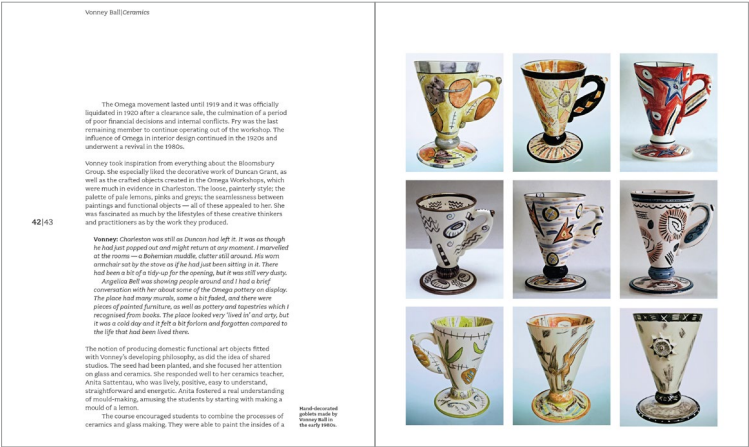 Vonney Ball|Ceramics
The Omega movement lasted until 1919 and it was officially
liquidated in 1920 after a clearance sale, the culmination of a period
of poor financial decisions and internal conflicts. Fry was the last
remaining member to continue operating out of the workshop. The
influence of Omega in interior design continued in the 1920s and
underwent a revival in the 1980s.
Vonney took inspiration from everything about the Bloomsbury
Group. She especially liked the decorative work of Duncan Grant, as
well as the crafted objects created in the Omega Workshops, which
were much in evidence in Charleston. The loose, painterly style; the
palette of pale lemons, pinks and greys; the seamlessness between
paintings and functional objects — all of these appealed to her. She
was fascinated as much by the lifestyles of these creative thinkers
and practitioners as by the work they produced.
42|43
Vonney: Charleston was still as Duncan had left it. It was as though
he had just popped out and might return at any moment. I marvelled
at the rooms — a Bohemian muddle, clutter still around. His worn
armchair sat by the stove as if he had just been sitting in it. There
had been a bit of a tidy-up for the opening, but it was still very dusty.
Angelica Bell was showing people around and I had a brief
conversation with her about some of the Omega pottery on display.
The place had many murals, some a bit faded, and there were
pieces of painted furniture, as well as pottery and tapestries which I
recognised from books. The place looked very ‘lived in’ and arty, but
it was a cold day and it felt a bit forlorn and forgotten compared to
the life that had been lived there.
The notion of producing domestic functional art objects fitted
with Vonney’s developing philosophy, as did the idea of shared
studios. The seed had been planted, and she focused her attention
on glass and ceramics. She responded well to her ceramics teacher,
Anita Sattentau, who was lively, positive, easy to understand,
straightforward and energetic. Anita fostered a real understanding
of mould-making, amusing the students by starting with making a
mould of a lemon.
The course encouraged students to combine the processes of
ceramics and glass making. They were able to paint the insides of a
Hand-decorated
goblets made by
Vonney Ball in
the early 1980s.